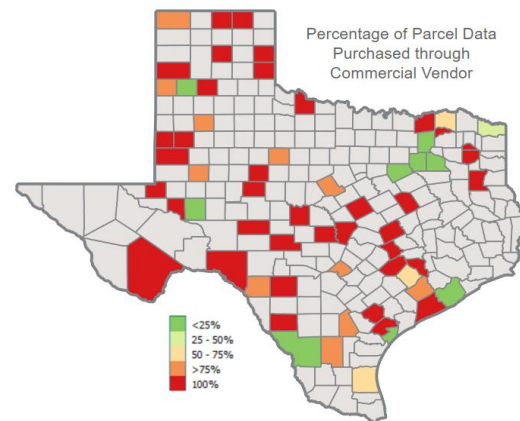 Percentage of Parcel Data
Purchased through
Commercial Vendor
<25%
25 - 50%
50 - 75%
>75%
100%